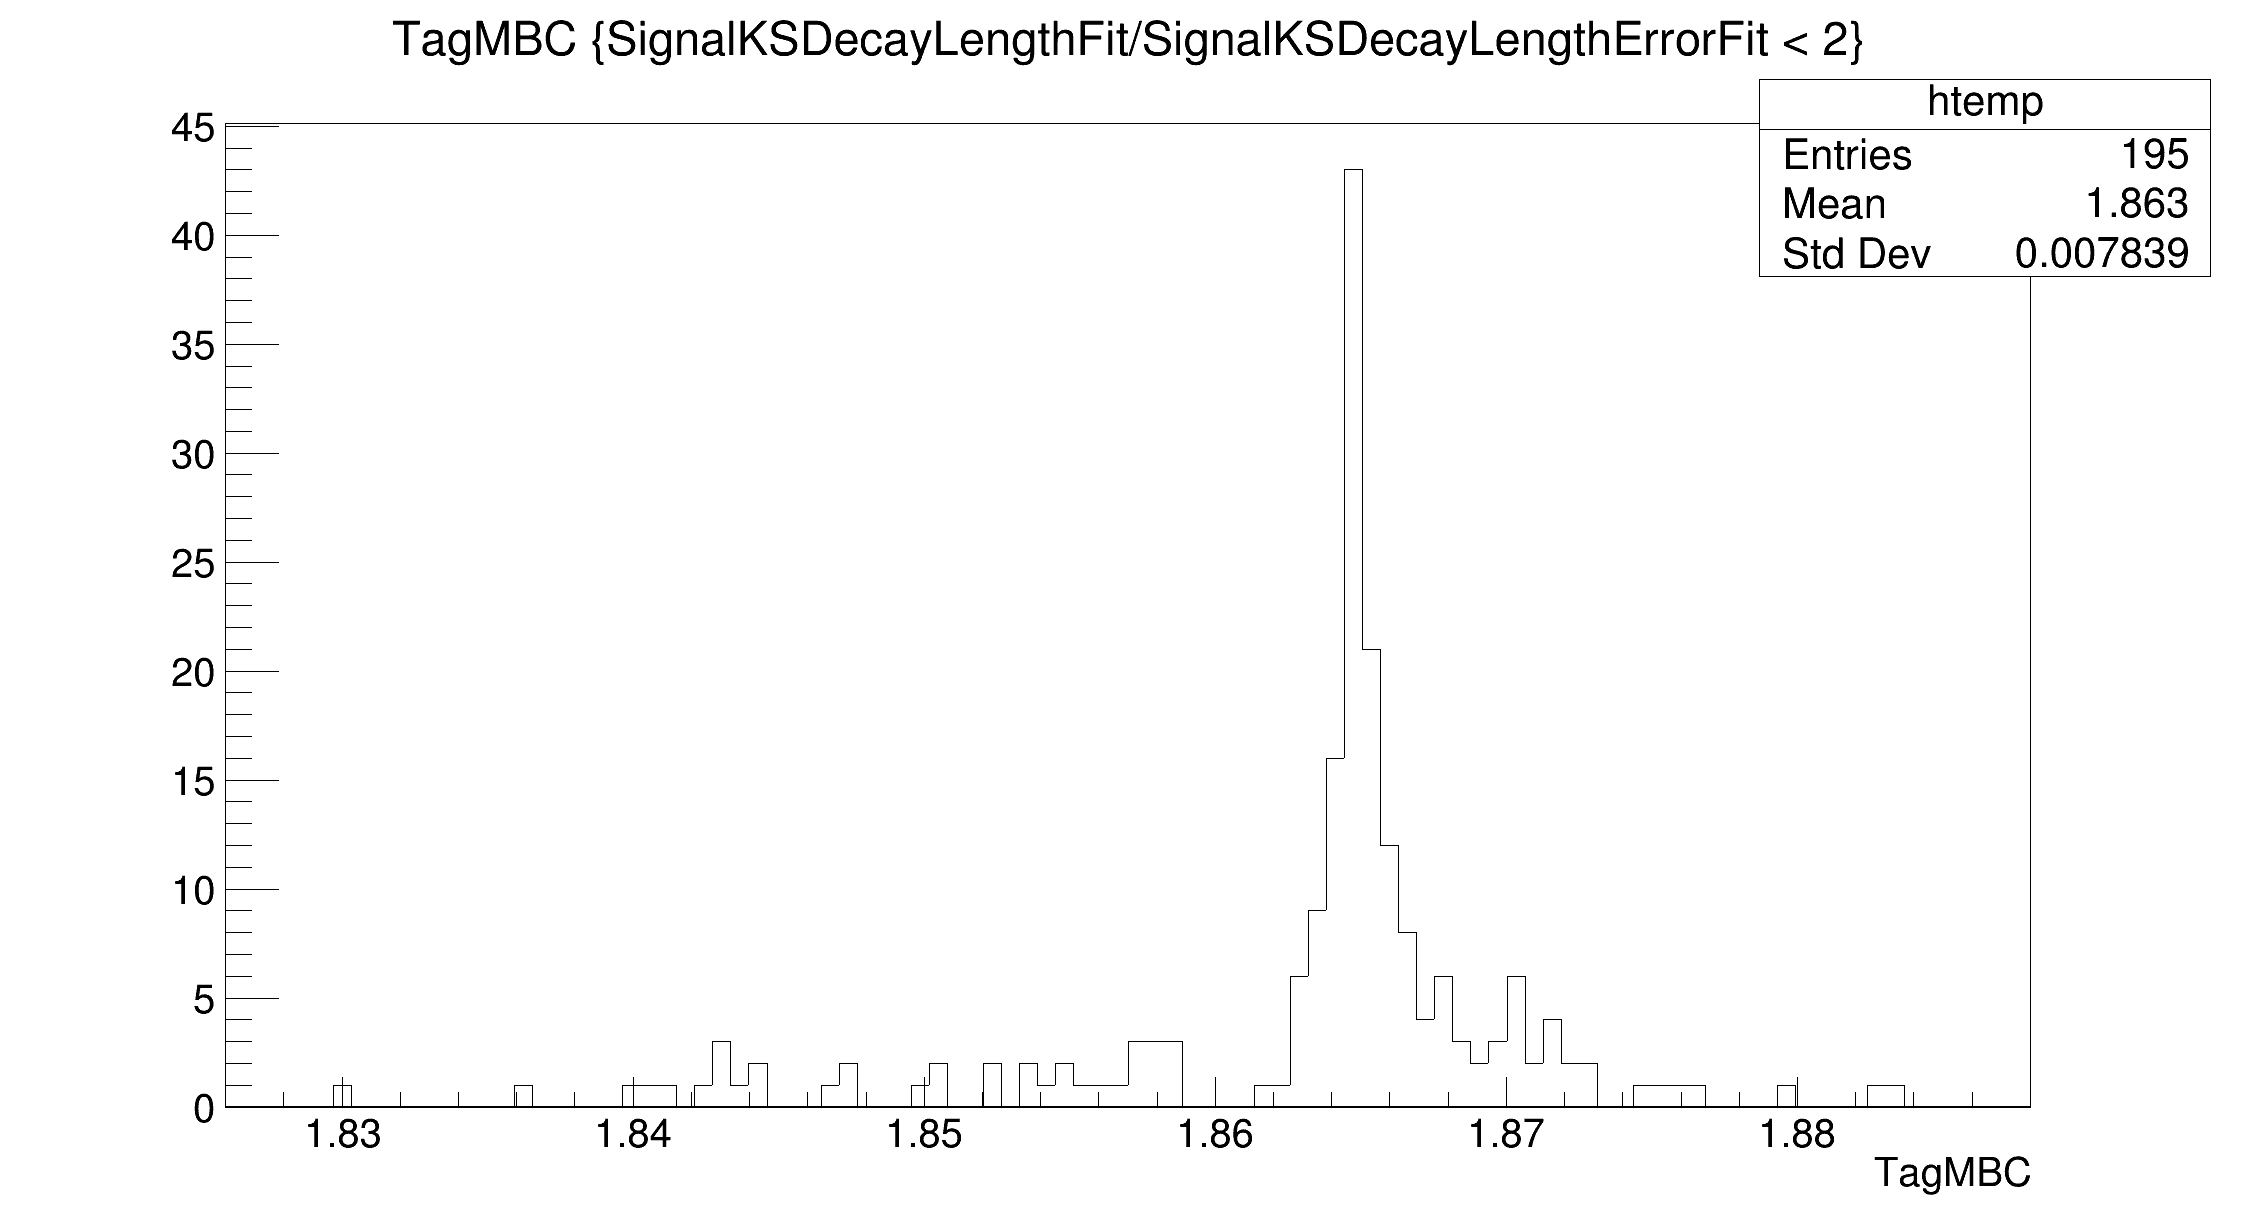 TagMBC {SignalKSDecayLengthFit/SignalKSDecayLengthErrorFit < 2}
htemp
Entries 195
Mean 1.863
Std Dev 0.007839
45
40
35
30
25
20
15
10
5
0
1.83 1.84 1.85 1.86 1.87 1.88
TagMBC